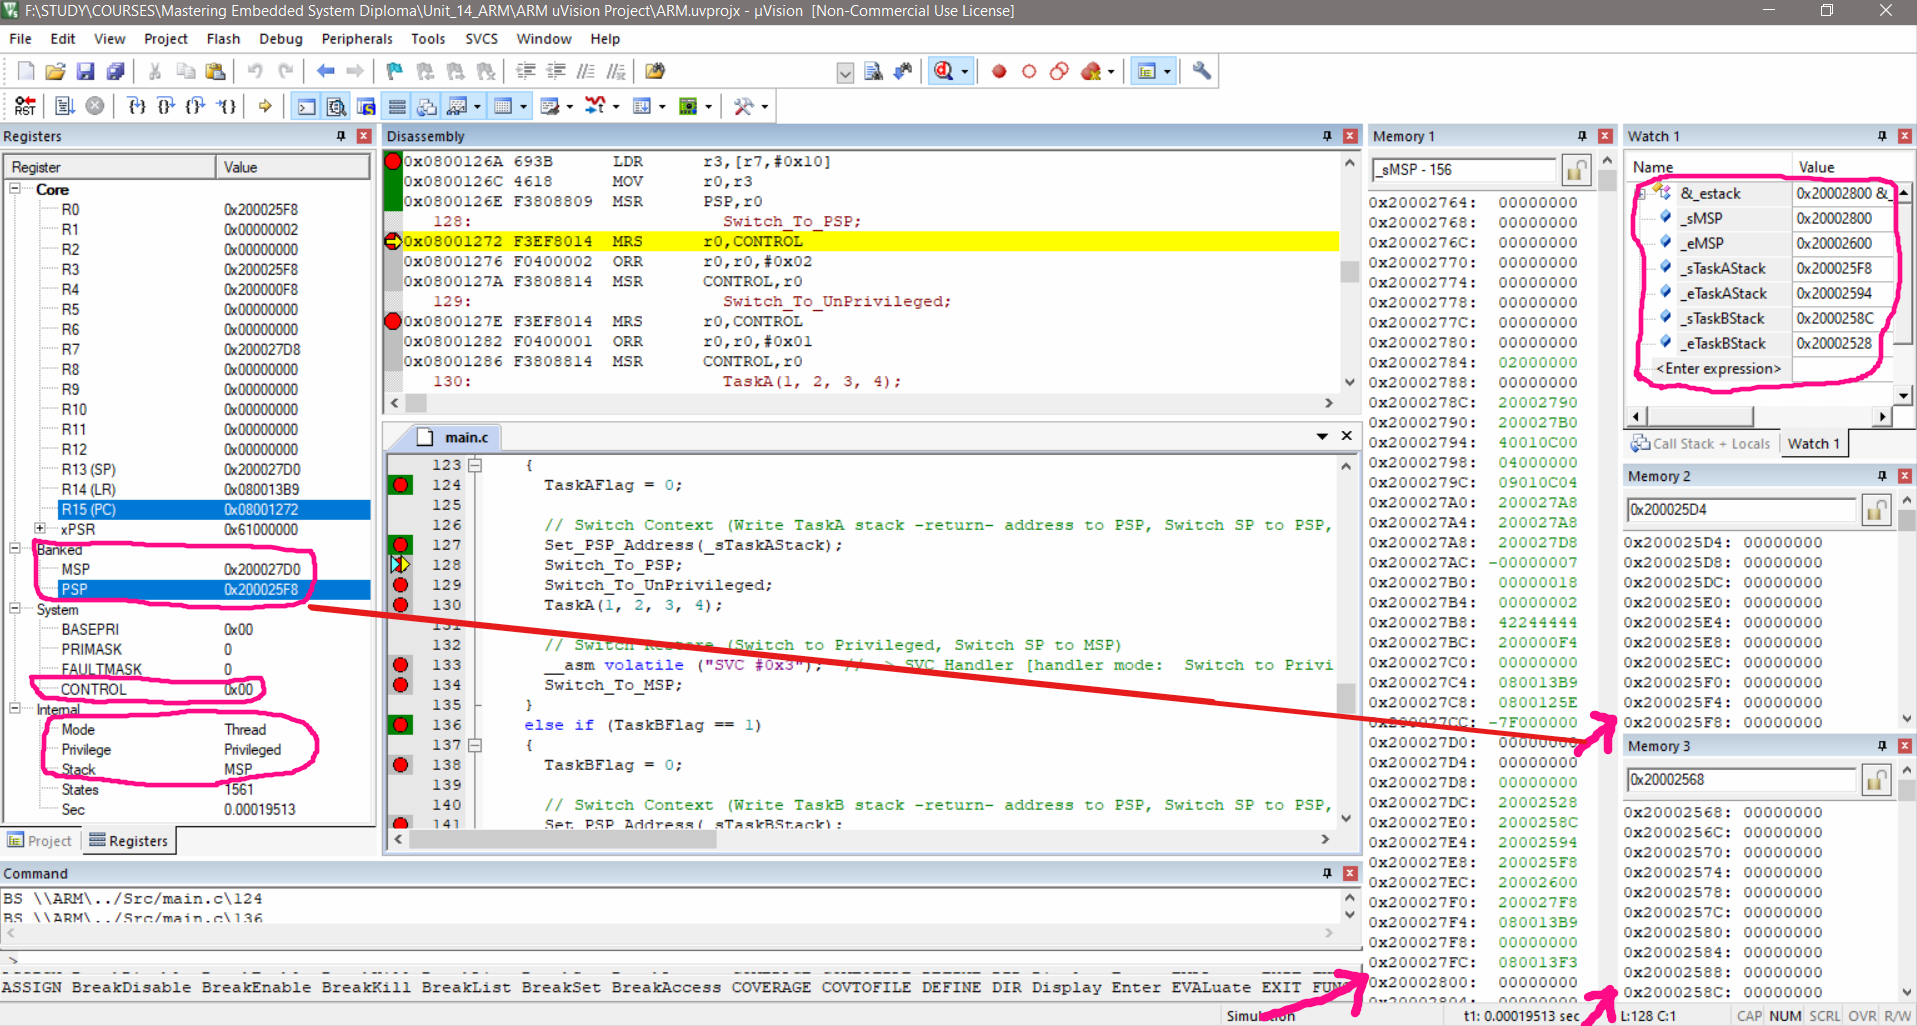 F:\STUDY\COURSES\Mastering Embedded System Diploma\Unit_14_ARM\ARM uVision Project\ARM.uvprojx - µVision  [Non-Commercial Use License]
File Edit View Project Flash Debug Peripherals Tools SVCS Window Help
Registers
Register Value
Core
R0 0x200025F8
R1 0x00000002
R2 0x00000000
R3 0x200025F8
R4 0x200000F8
R5 0x00000000
R6 0x00000000
R7 0x200027D8
R8 0x00000000
R9 0x00000000
R10 0x00000000
R11 0x00000000
R12 0x00000000
R13 (SP) 0x200027D0
R14 (LR) 0x080013B9
R15 (PC) 0x08001272
xPSR 0x61000000
Banked
MSP 0x200027D0
PSP 0x200025F8
System
BASEPRI 0x00
PRIMASK 0
FAULTMASK 0
CONTROL 0x00
Internal
Mode Thread
Privilege Privileged
Stack MSP
States 1561
Sec 0.00019513
Project Registers
Disassembly
0x0800126A 693B LDR r3,[r7,#0x10]
0x0800126C 4618 MOV r0,r3
0x0800126E F3808809 MSR PSP,r0
128: Switch_To_PSP;
0x08001272 F3EF8014 MRS r0,CONTROL
0x08001276 F0400002 ORR r0,r0,#0x02
0x0800127A F3808814 MSR CONTROL,r0
129: Switch_To_UnPrivileged;
0x0800127E F3EF8014 MRS r0,CONTROL
0x08001282 F0400001 ORR r0,r0,#0x01
0x08001286 F3808814 MSR CONTROL,r0
130: TaskA(1, 2, 3, 4);
main.c
123 {
124 TaskAFlag = 0;
125
126 // Switch Context (Write TaskA stack -return- address to PSP, Switch SP to PSP,
127 Set_PSP_Address(_sTaskAStack);
128 Switch_To_PSP;
129 Switch_To_UnPrivileged;
130 TaskA(1, 2, 3, 4);
131
132 // Switch Restore (Switch to Privileged, Switch SP to MSP)
133 __asm volatile ("SVC #0x3"); //--> SVC Handler [handler mode: Switch to Privi
134 Switch_To_MSP;
135 }
136 else if (TaskBFlag == 1)
137 {
138 TaskBFlag = 0;
139
140 // Switch Context (Write TaskB stack -return- address to PSP, Switch SP to PSP,
141 Set_PSP_Address(_sTaskBStack);
Command
BS \\ARM\../Src/main.c\124
BS \\ARM\../Src/main.c\136
>
ASSIGN BreakDisable BreakEnable BreakKill BreakList BreakSet BreakAccess COVERAGE COVTOFILE DEFINE DIR Display Enter EVALuate EXIT FUN
Memory 1
_sMSP - 156
0x20002764: 00000000
0x20002768: 00000000
0x2000276C: 00000000
0x20002770: 00000000
0x20002774: 00000000
0x20002778: 00000000
0x2000277C: 00000000
0x20002780: 00000000
0x20002784: 02000000
0x20002788: 00000000
0x2000278C: 20002790
0x20002790: 200027B0
0x20002794: 40010C00
0x20002798: 04000000
0x2000279C: 09010C04
0x200027A0: 200027A8
0x200027A4: 200027A8
0x200027A8: 200027D8
0x200027AC: -00000007
0x200027B0: 00000018
0x200027B4: 00000002
0x200027B8: 42244444
0x200027BC: 200000F4
0x200027C0: 00000000
0x200027C4: 080013B9
0x200027C8: 0800125E
0x200027CC: -7F000000
0x200027D0: 00000000
0x200027D4: 00000000
0x200027D8: 00000000
0x200027DC: 20002528
0x200027E0: 2000258C
0x200027E4: 20002594
0x200027E8: 200025F8
0x200027EC: 20002600
0x200027F0: 200027F8
0x200027F4: 080013B9
0x200027F8: 00000000
0x200027FC: 080013F3
0x20002800: 00000000
0x20002804: 00000000
Watch 1
Name Value
&_estack 0x20002800 &_
_sMSP 0x20002800
_eMSP 0x20002600
_sTaskAStack 0x200025F8
_eTaskAStack 0x20002594
_sTaskBStack 0x2000258C
_eTaskBStack 0x20002528
<Enter expression>
Call Stack + Locals Watch 1
Memory 2
0x200025D4
0x200025D4: 00000000
0x200025D8: 00000000
0x200025DC: 00000000
0x200025E0: 00000000
0x200025E4: 00000000
0x200025E8: 00000000
0x200025EC: 00000000
0x200025F0: 00000000
0x200025F4: 00000000
0x200025F8: 00000000
Memory 3
0x20002568
0x20002568: 00000000
0x2000256C: 00000000
0x20002570: 00000000
0x20002574: 00000000
0x20002578: 00000000
0x2000257C: 00000000
0x20002580: 00000000
0x20002584: 00000000
0x20002588: 00000000
0x2000258C: 00000000
Simulation t1: 0.00019513 sec L:128 C:1 CAP NUM SCRL OVR R/W